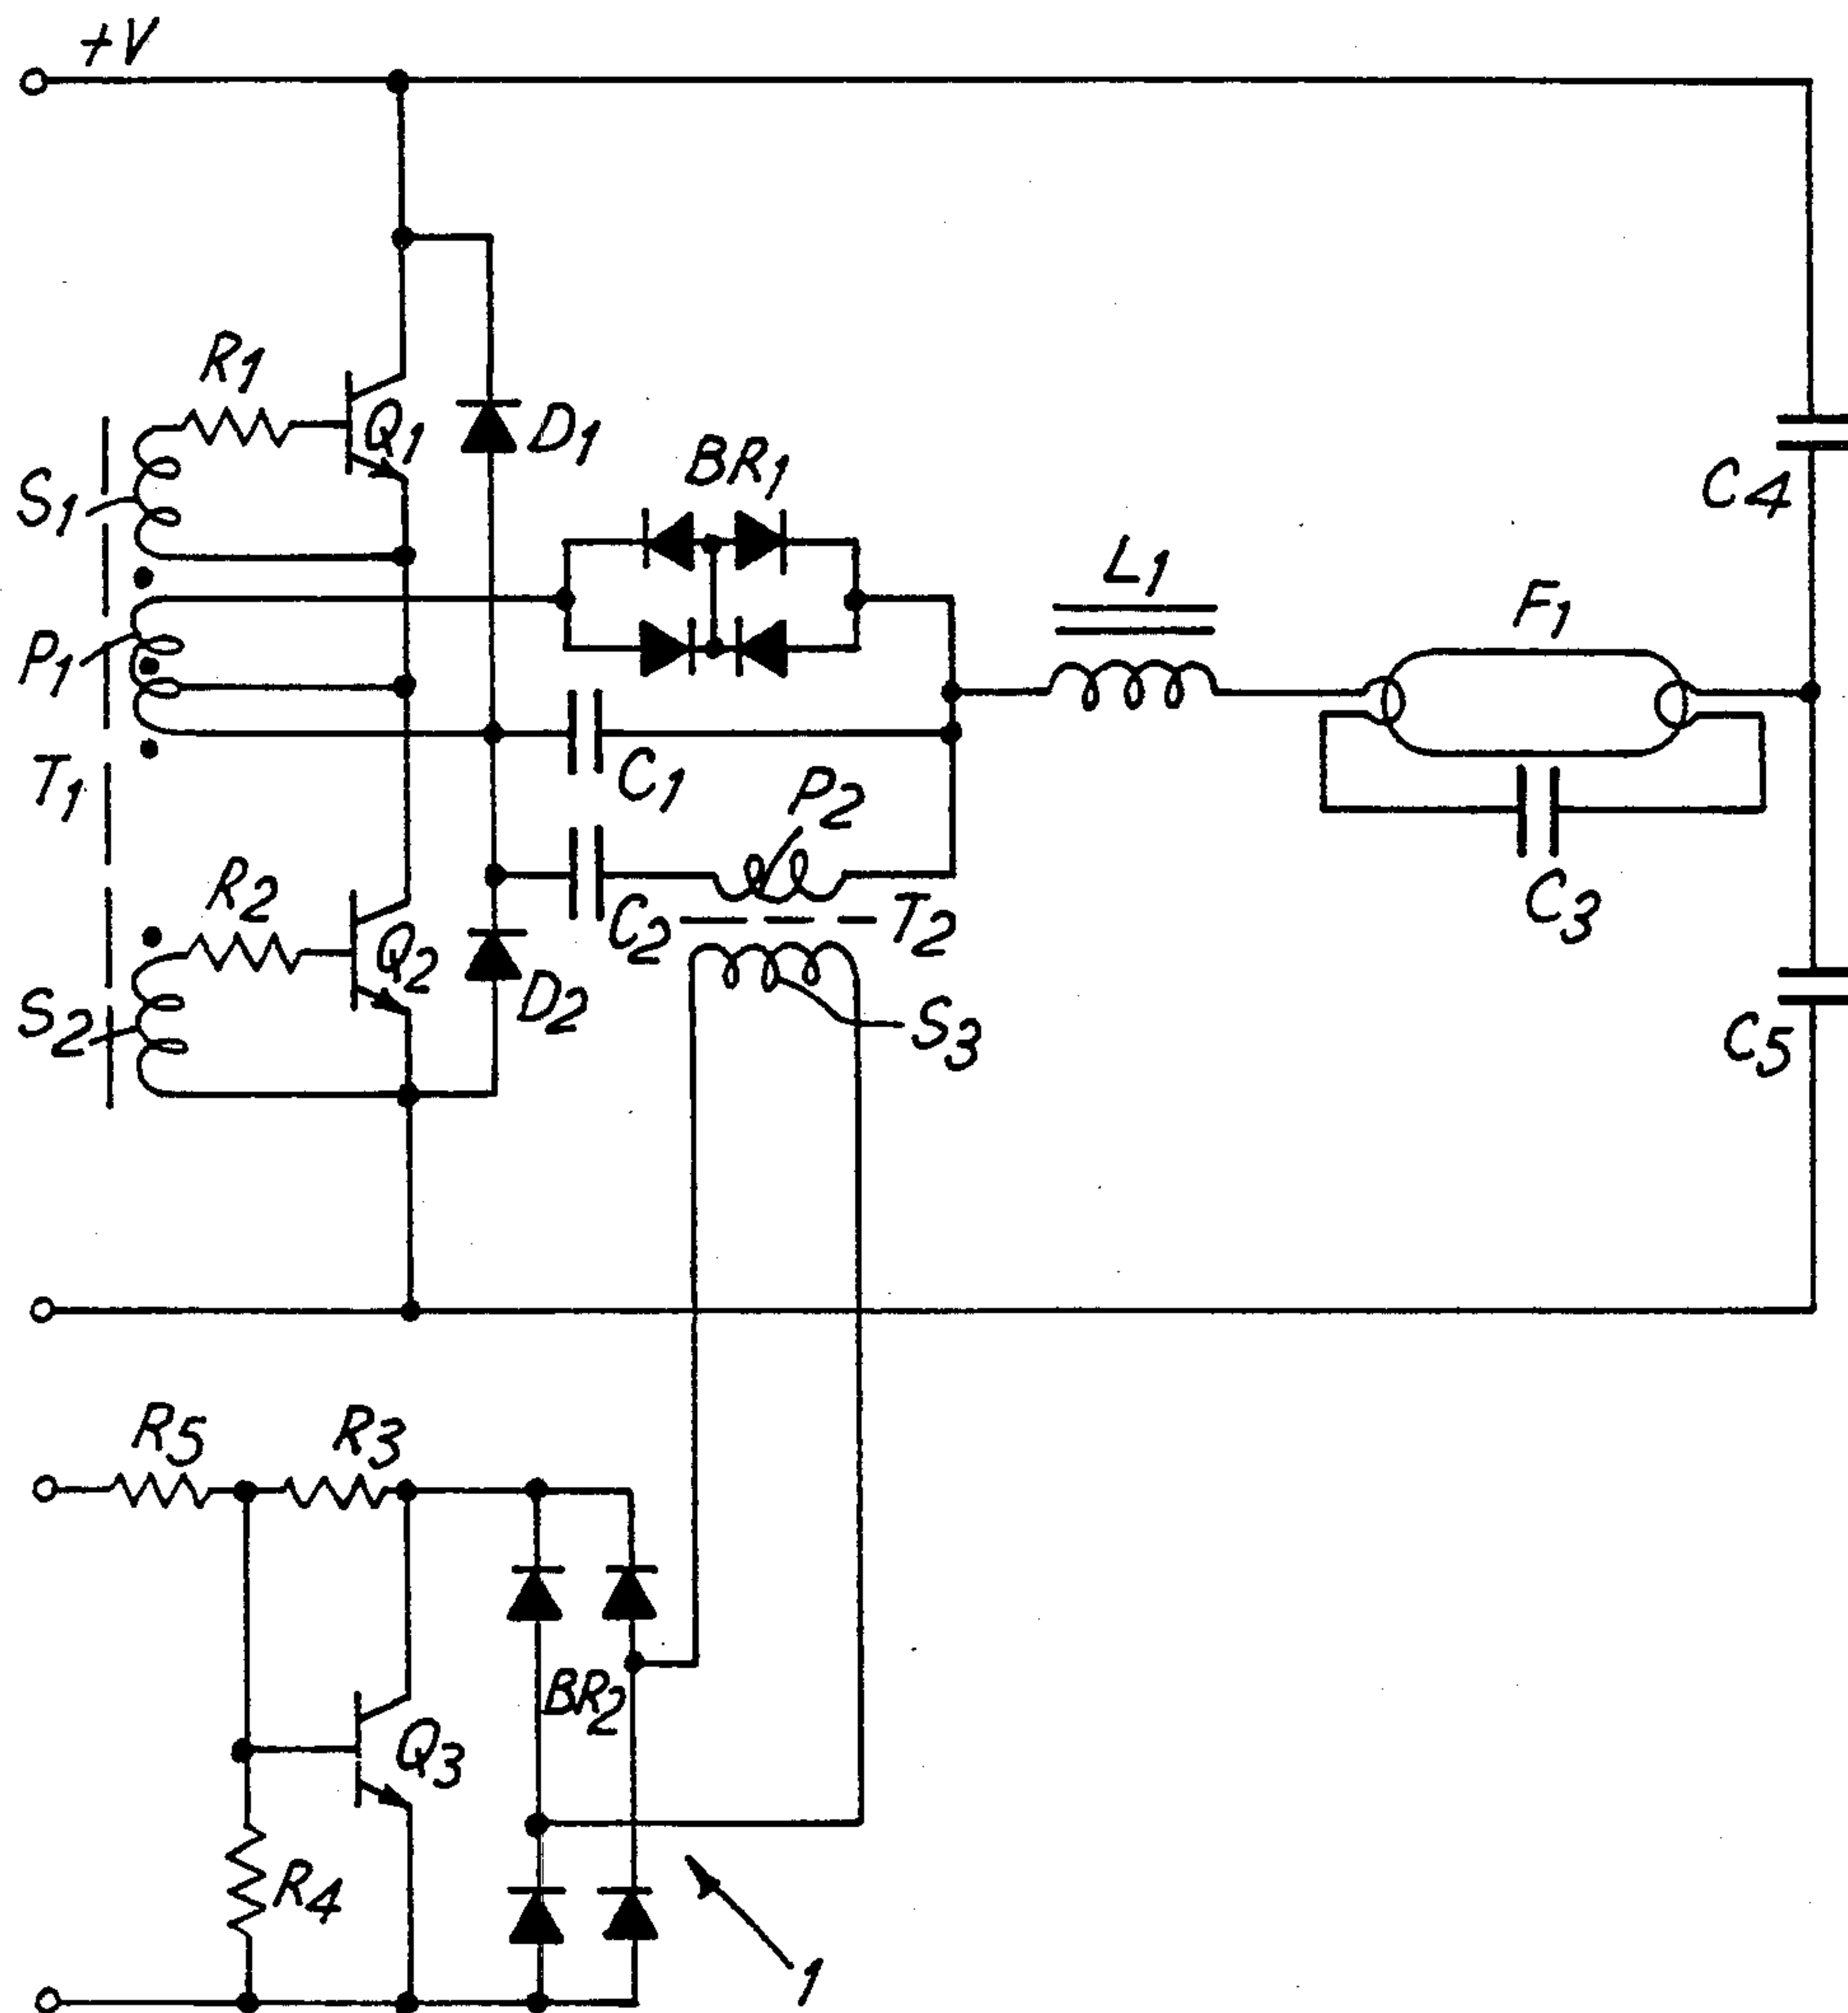 +V
R1
Q1
D1
BR1
S1
C4
L1
F1
P1
T1
C1
P2
R2
C2
T2
C3
Q2
D2
S2
S3
C5
R5
R3
BR2
Q3
R4
1